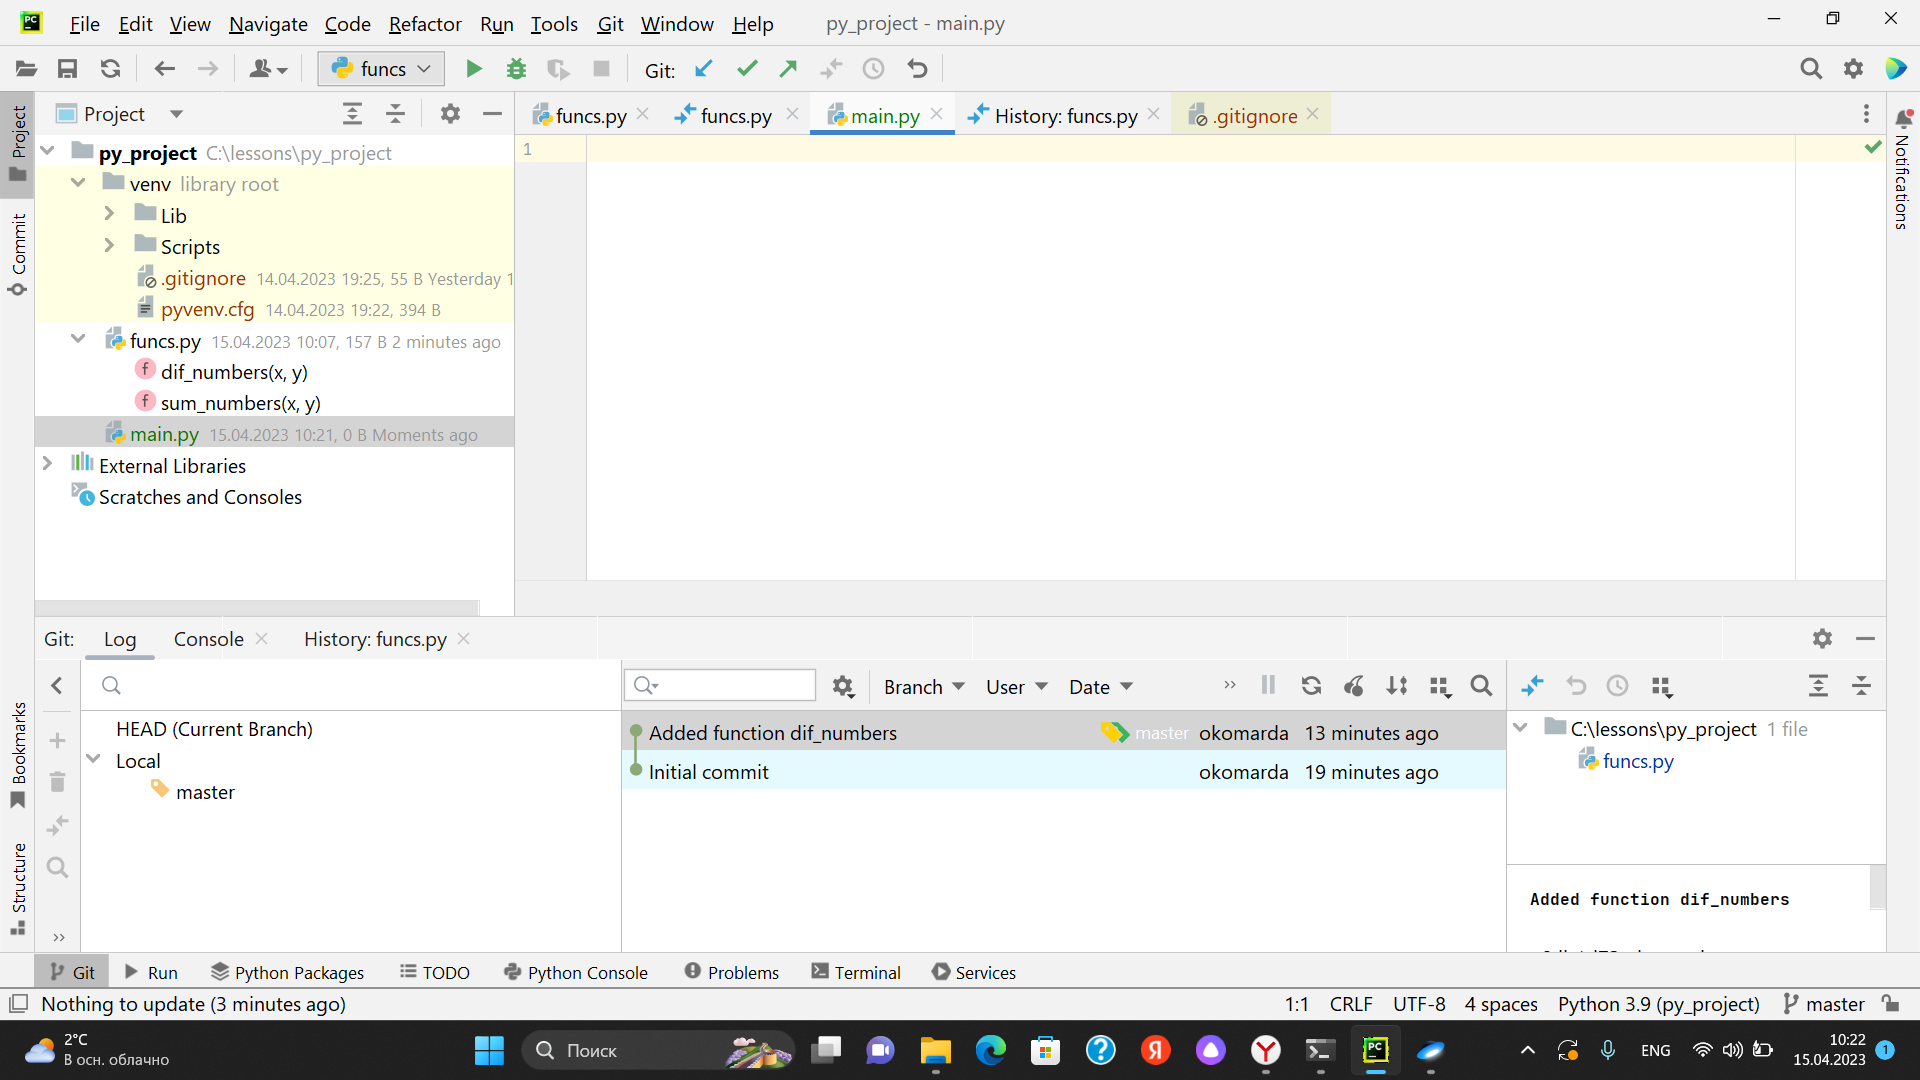 File Edit View Navigate Code Refactor Run Tools Git Window Help py_project - main.py
funcs Git:
Project funcs.py funcs.py main.py History: funcs.py .gitignore
Project
Commit
Bookmarks
Structure
Notifications
py_project C:\lessons\py_project
venv library root
Lib
Scripts
.gitignore 14.04.2023 19:25, 55 B Yesterday 1
pyvenv.cfg 14.04.2023 19:22, 394 B
funcs.py 15.04.2023 10:07, 157 B 2 minutes ago
dif_numbers(x, y)
sum_numbers(x, y)
main.py 15.04.2023 10:21, 0 B Moments ago
External Libraries
Scratches and Consoles
1
Git: Log Console History: funcs.py
Branch User Date
HEAD (Current Branch)
Local
master
Added function dif_numbers master okomarda 13 minutes ago
Initial commit okomarda 19 minutes ago
C:\lessons\py_project 1 file
funcs.py
Added function dif_numbers
Git Run Python Packages TODO Python Console Problems Terminal Services
Nothing to update (3 minutes ago) 1:1 CRLF UTF-8 4 spaces Python 3.9 (py_project) master
2°C
В осн. облачно
Поиск
ENG
10:22
15.04.2023
1